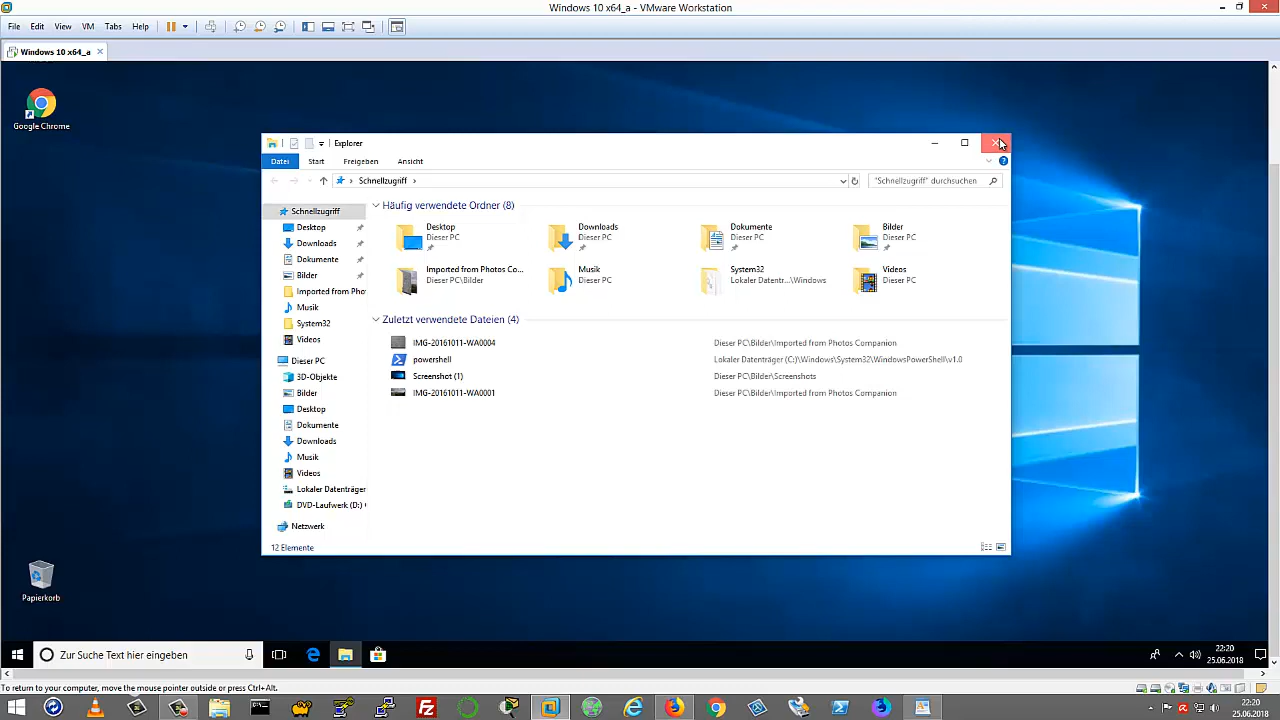 Windows 10 x64_a - VMware Workstation
File Edit View VM Tabs Help
Windows 10 x64_a
Google Chrome
Explorer
Datei Start Freigeben Ansicht
Schnellzugriff
"Schnellzugriff" durchsuchen
Schnellzugriff
Desktop
Downloads
Dokumente
Bilder
Imported from Pho
Musik
System32
Videos
Dieser PC
3D-Objekte
Bilder
Desktop
Dokumente
Downloads
Musik
Videos
Lokaler Datenträger
DVD-Laufwerk (D:)
Netzwerk
Häufig verwendete Ordner (8)
Desktop
Dieser PC
Downloads
Dieser PC
Dokumente
Dieser PC
Bilder
Dieser PC
Imported from Photos Co...
Dieser PC\Bilder
Musik
Dieser PC
System32
Lokaler Datentr...\Windows
Videos
Dieser PC
Zuletzt verwendete Dateien (4)
IMG-20161011-WA0004 Dieser PC\Bilder\Imported from Photos Companion
powershell Lokaler Datenträger (C:)\Windows\System32\WindowsPowerShell\v1.0
Screenshot (1) Dieser PC\Bilder\Screenshots
IMG-20161011-WA0001 Dieser PC\Bilder\Imported from Photos Companion
12 Elemente
Papierkorb
Zur Suche Text hier eingeben
22:20
25.06.2018
To return to your computer, move the mouse pointer outside or press Ctrl+Alt.
22:20
25.06.2018